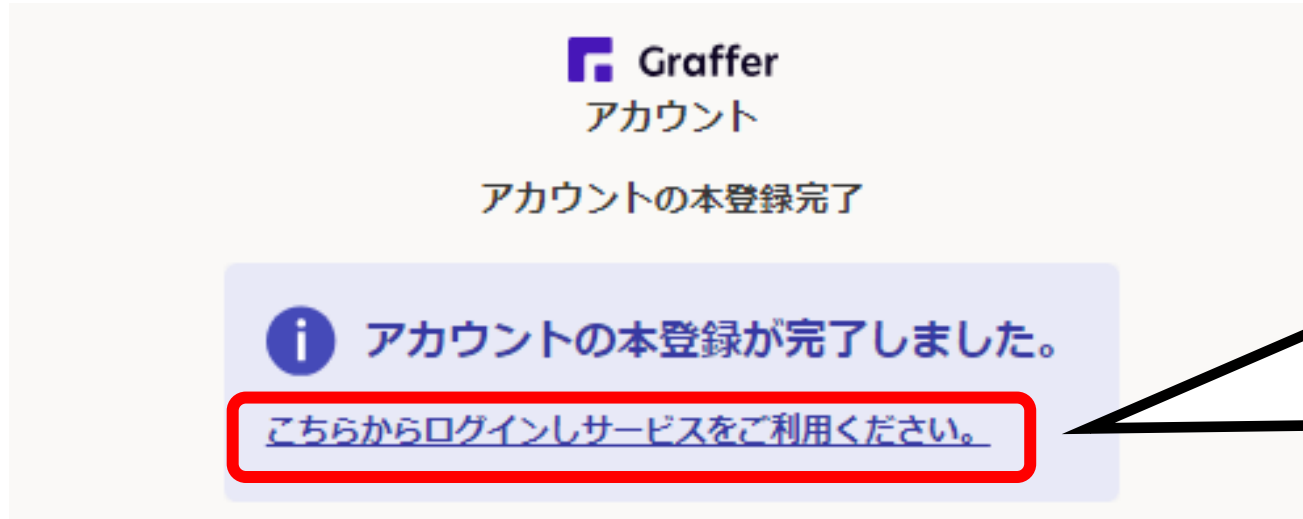 Graffer
アカウント
アカウントの本登録完了
アカウントの本登録が完了しました。
こちらからログインしサービスをご利用ください。